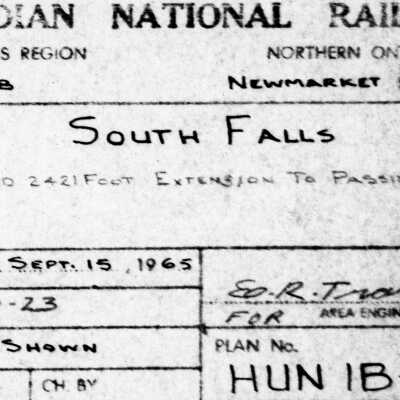 DIAN NATIONAL RAIL
S REGION NORTHERN ON
B NEWMARKET
SOUTH FALLS
D 2421 FOOT EXTENSION TO PASSI
SEPT. 15, 1965
-23
E.R.
FOR AREA ENGIN
SHOWN PLAN No.
CH BY HUN 1B-